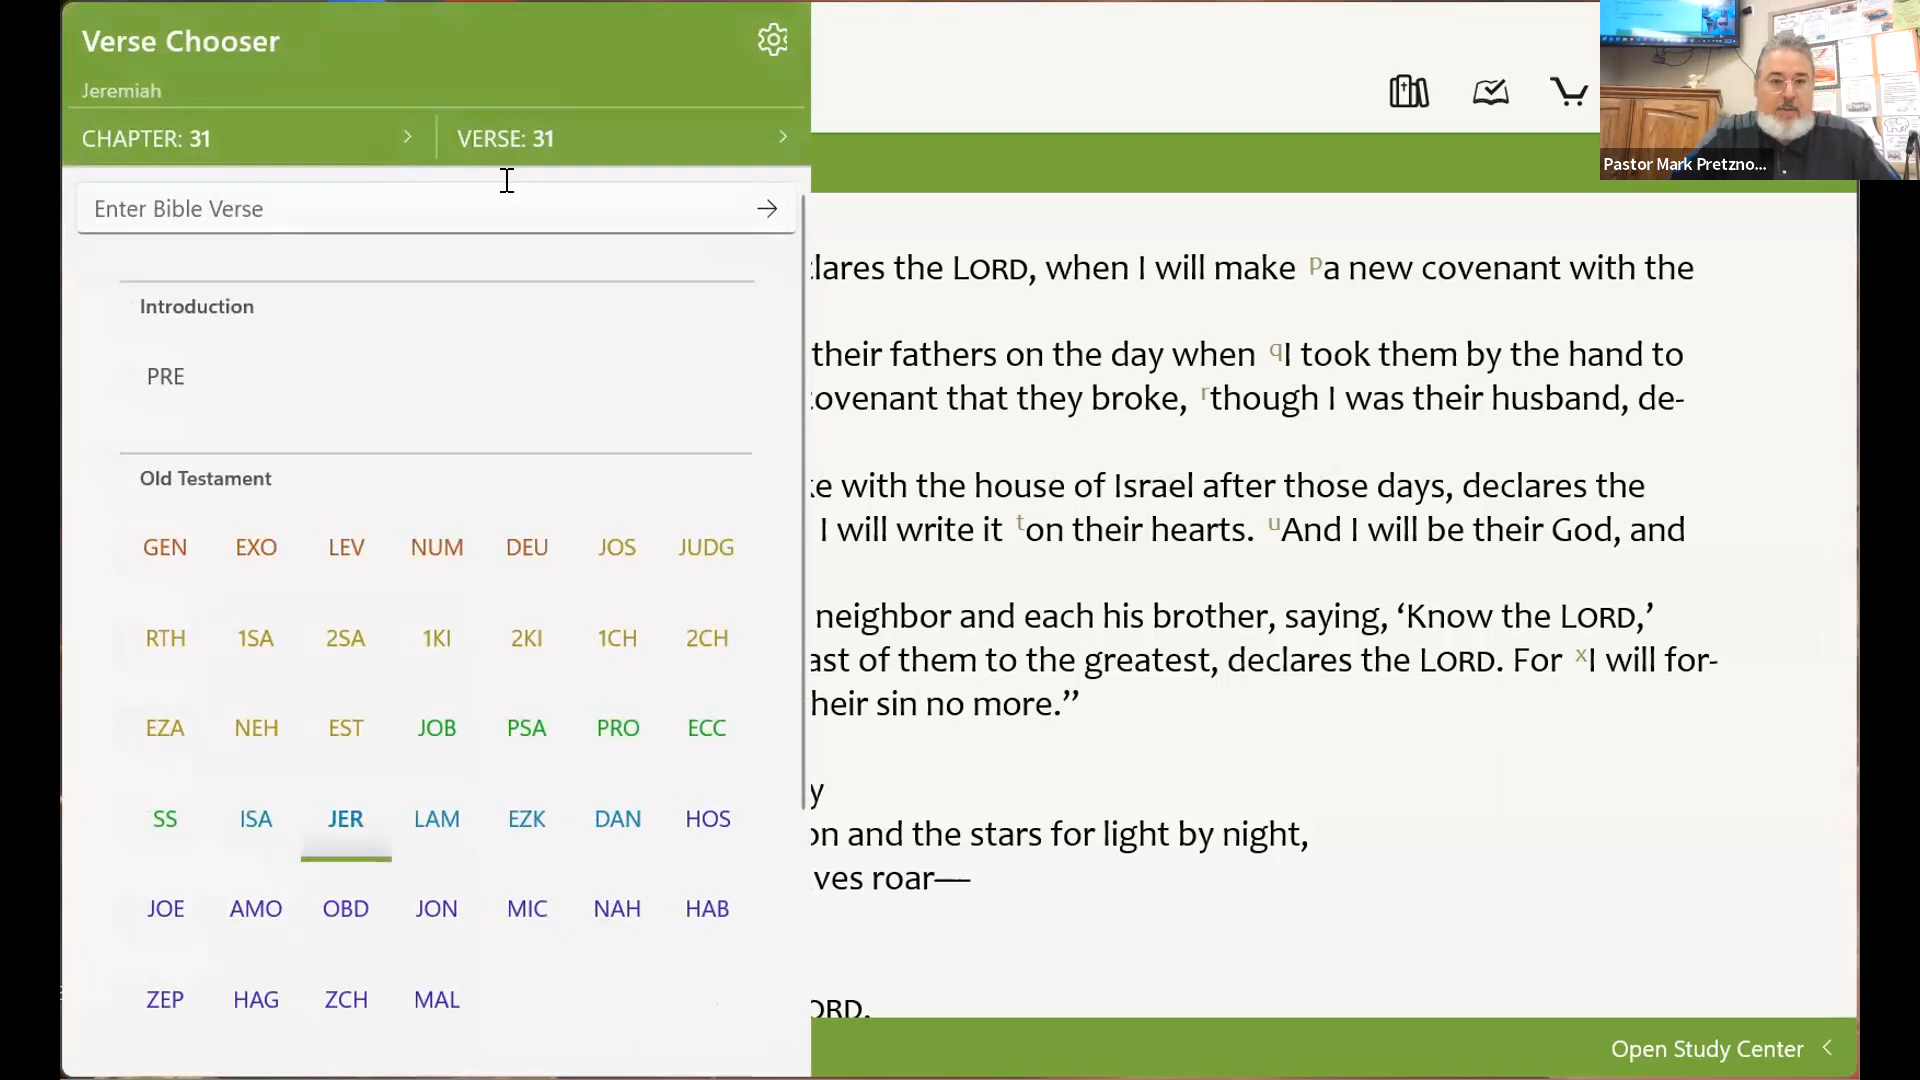 Verse Chooser
Jeremiah
CHAPTER: 31
VERSE: 31
Enter Bible Verse
Introduction
PRE
Old Testament
GEN EXO LEV NUM DEU JOS JUDG
RTH 1SA 2SA 1KI 2KI 1CH 2CH
EZA NEH EST JOB PSA PRO ECC
SS ISA JER LAM EZK DAN HOS
JOE AMO OBD JON MIC NAH HAB
ZEP HAG ZCH MAL
Pastor Mark Pretzno...
clares the LORD, when I will make pa new covenant with the
their fathers on the day when qI took them by the hand to
covenant that they broke, rthough I was their husband, de-
ke with the house of Israel after those days, declares the
I will write it ton their hearts. uAnd I will be their God, and
neighbor and each his brother, saying, ‘Know the LORD,’
ast of them to the greatest, declares the LORD. For xI will for-
heir sin no more.”
y
on and the stars for light by night,
ves roar—
ORD.
Open Study Center